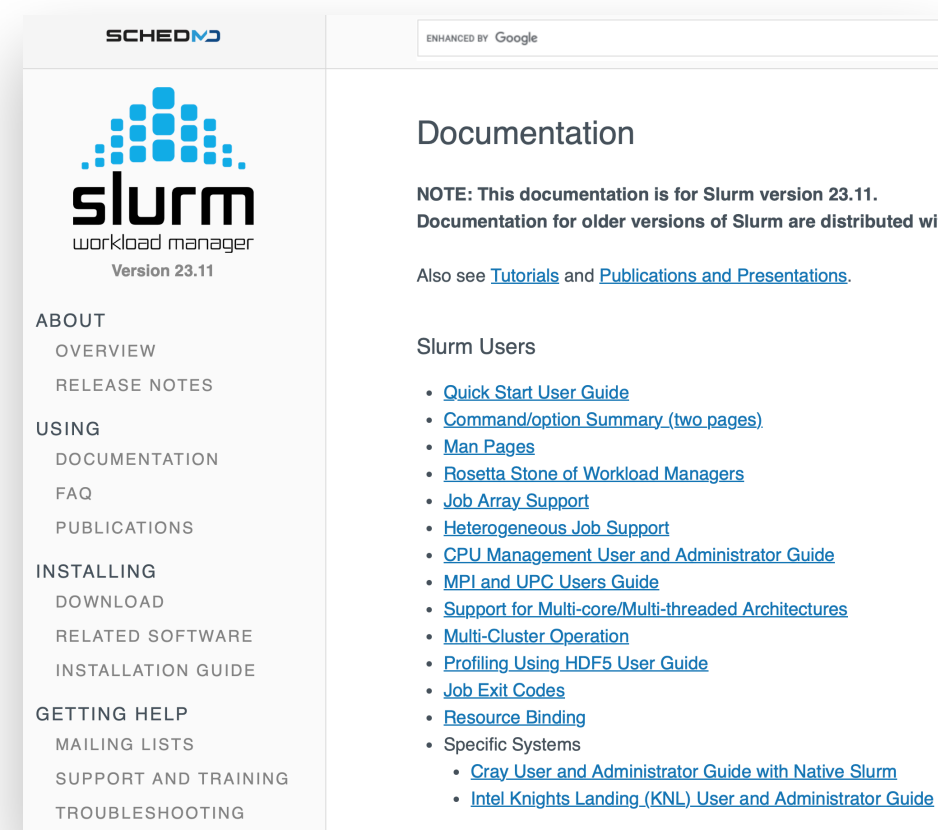 SCHEDMD
ENHANCED BY Google
slurm
workload manager
Version 23.11
ABOUT
OVERVIEW
RELEASE NOTES
USING
DOCUMENTATION
FAQ
PUBLICATIONS
INSTALLING
DOWNLOAD
RELATED SOFTWARE
INSTALLATION GUIDE
GETTING HELP
MAILING LISTS
SUPPORT AND TRAINING
TROUBLESHOOTING
Documentation
NOTE: This documentation is for Slurm version 23.11.
Documentation for older versions of Slurm are distributed wi
Also see Tutorials and Publications and Presentations.
Slurm Users
• Quick Start User Guide
• Command/option Summary (two pages)
• Man Pages
• Rosetta Stone of Workload Managers
• Job Array Support
• Heterogeneous Job Support
• CPU Management User and Administrator Guide
• MPI and UPC Users Guide
• Support for Multi-core/Multi-threaded Architectures
• Multi-Cluster Operation
• Profiling Using HDF5 User Guide
• Job Exit Codes
• Resource Binding
• Specific Systems
• Cray User and Administrator Guide with Native Slurm
• Intel Knights Landing (KNL) User and Administrator Guide